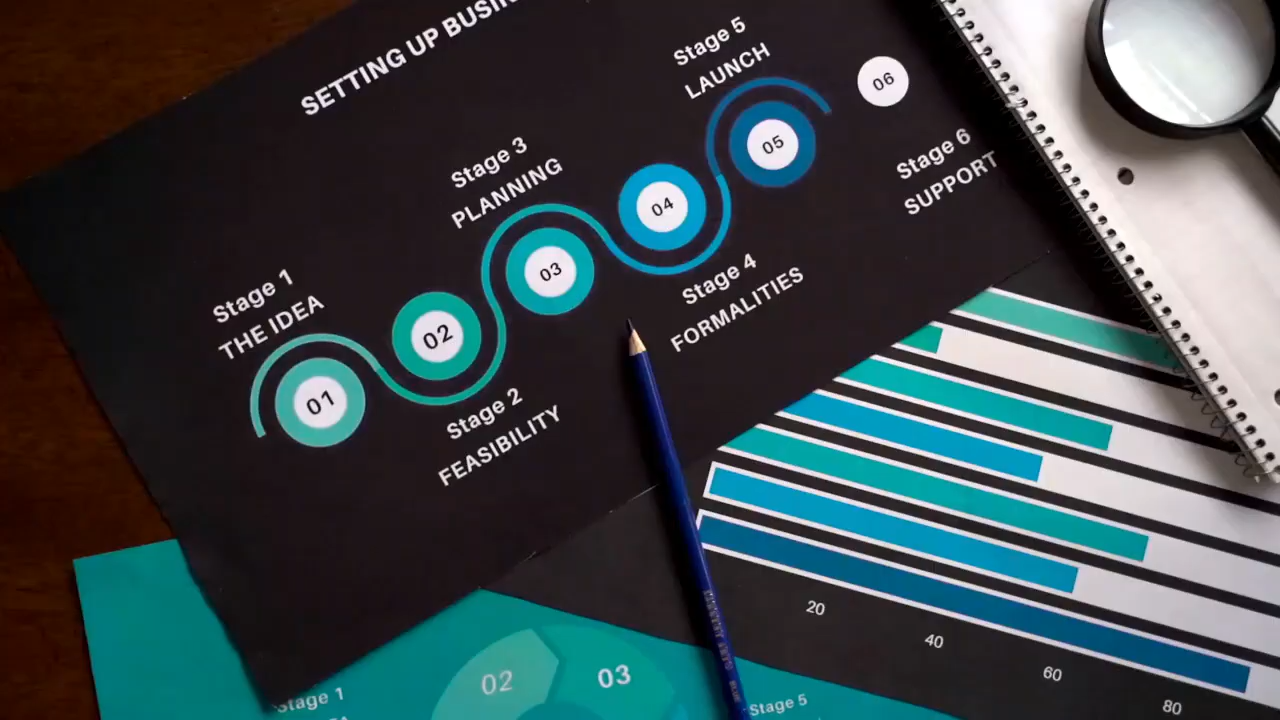 SETTING UP
Stage 1
THE IDEA
01
02
Stage 2
FEASIBILITY
Stage 3
PLANNING
03
04
Stage 4
FORMALITIES
Stage 5
LAUNCH
05
06
Stage 6
SUPPORT
20
40
60
80
Stage 1
02
03
Stage 5